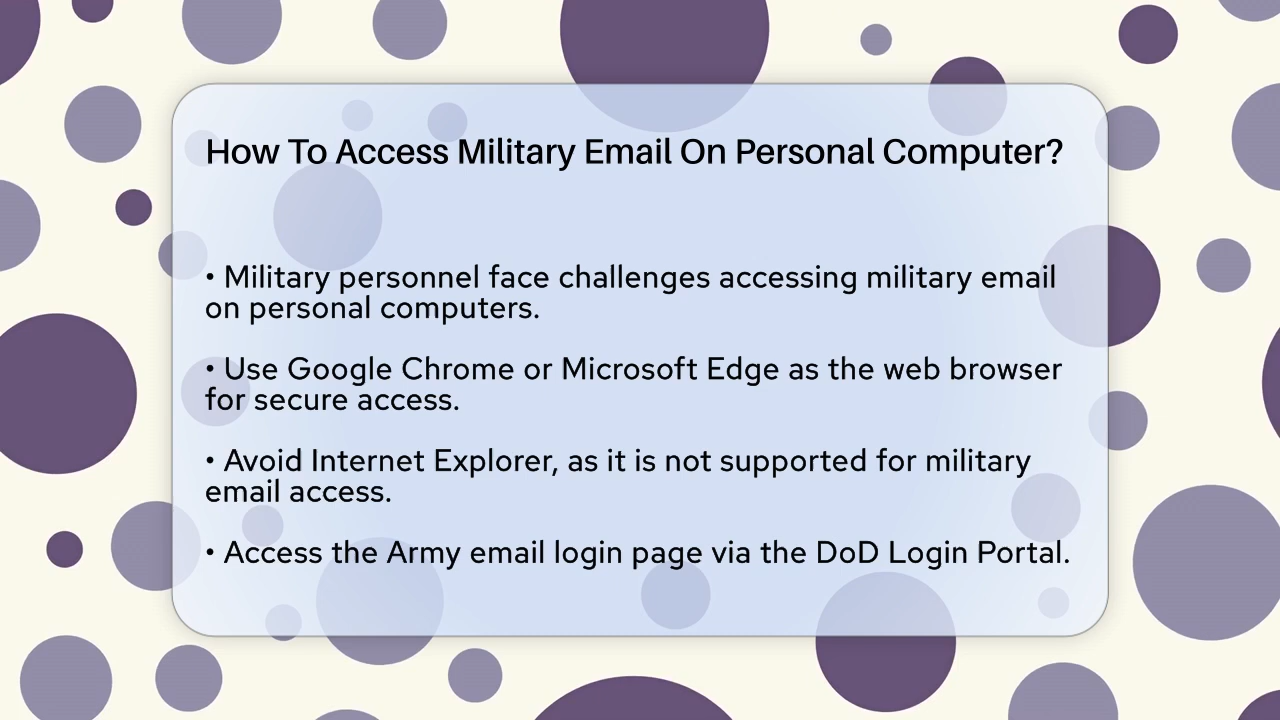 How To Access Military Email On Personal Computer?
• Military personnel face challenges accessing military email
on personal computers.
• Use Google Chrome or Microsoft Edge as the web browser
for secure access.
• Avoid Internet Explorer, as it is not supported for military
email access.
• Access the Army email login page via the DoD Login Portal.